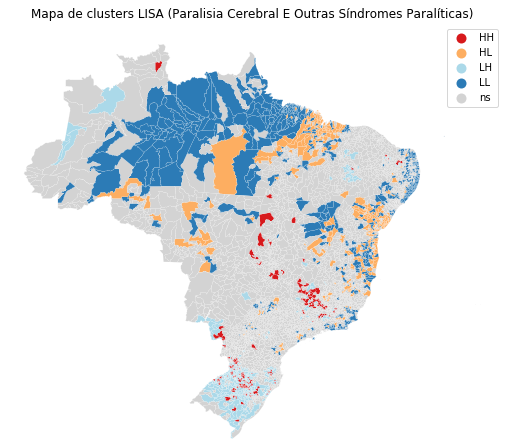 Mapa de clusters LISA (Paralisia Cerebral E Outras Síndromes Paralíticas)
HH
HL
LH
LL
ns